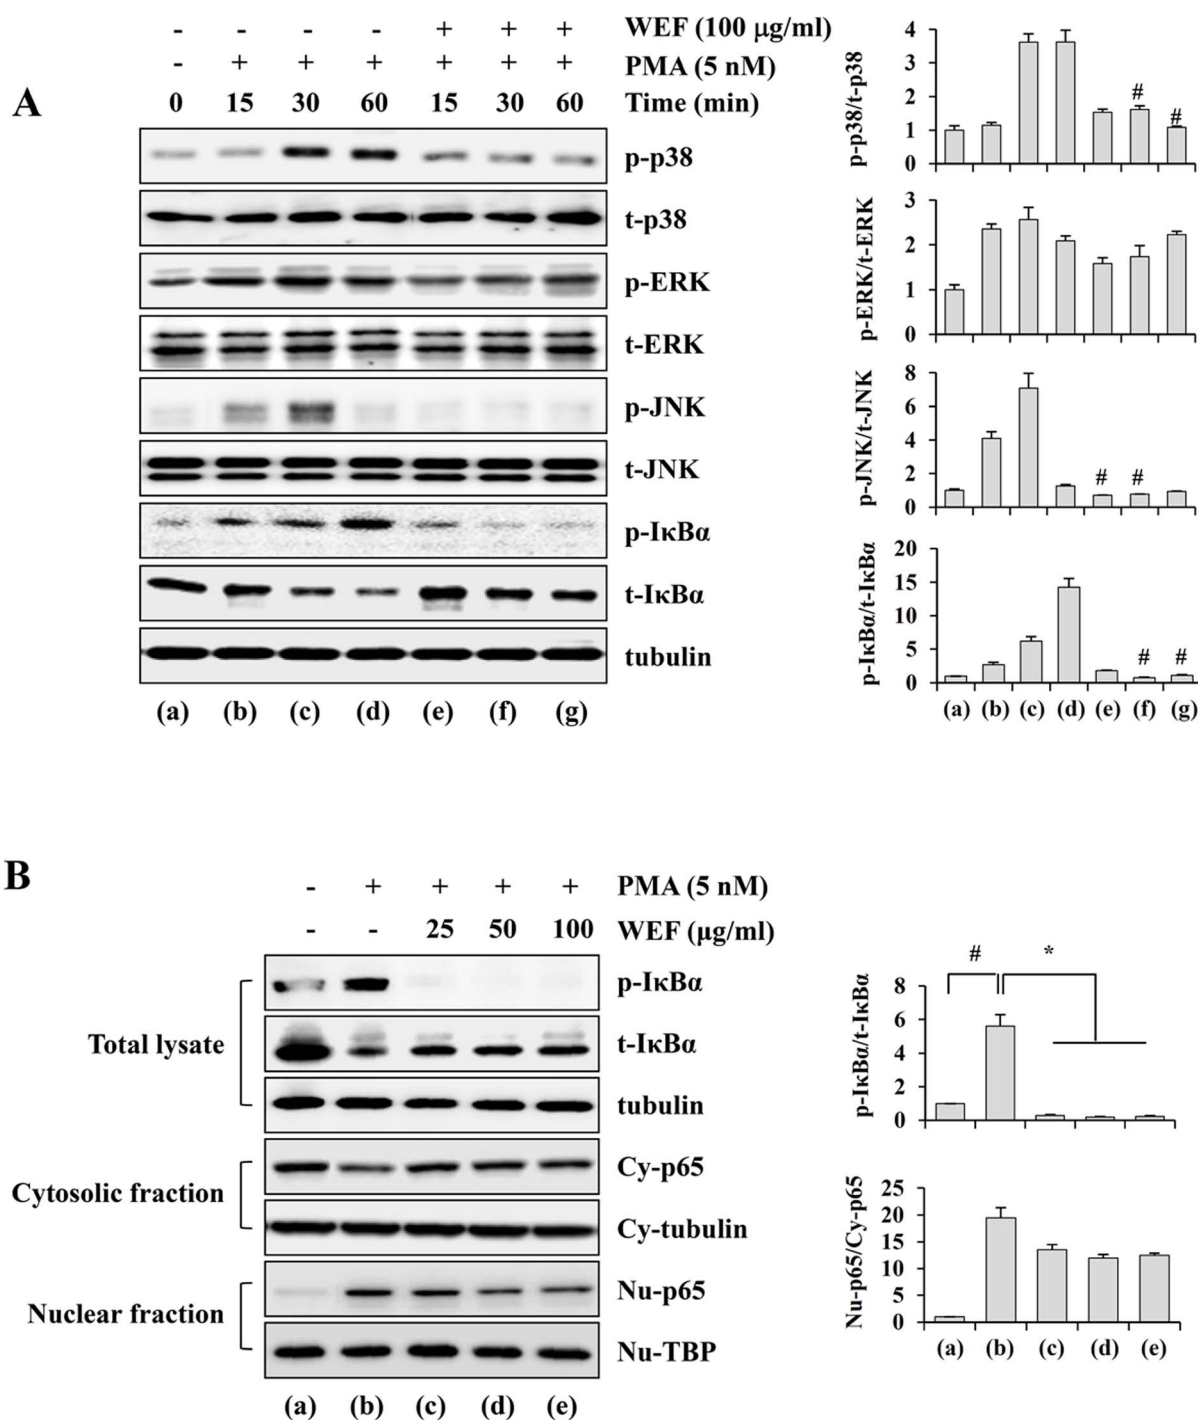 - - - - + + + WEF (100 μg/ml)
- + + + + + + PMA (5 nM)
A
0 15 30 60 15 30 60 Time (min)
p-p38
t-p38
p-ERK
t-ERK
p-JNK
t-JNK
p-IκBα
t-IκBα
tubulin
(a) (b) (c) (d) (e) (f) (g)
p-p38/t-p38
4
3
2
1
0
# #
p-ERK/t-ERK
3
2
1
0
p-JNK/t-JNK
8
6
4
2
0
# #
p-IκBα/t-IκBα
20
15
10
5
0
# #
(a) (b) (c) (d) (e) (f) (g)
B
- + + + + PMA (5 nM)
- - 25 50 100 WEF (μg/ml)
Total lysate
p-IκBα
t-IκBα
tubulin
Cytosolic fraction
Cy-p65
Cy-tubulin
Nuclear fraction
Nu-p65
Nu-TBP
(a) (b) (c) (d) (e)
p-IκBα/t-IκBα
8
6
4
2
0
# *
Nu-p65/Cy-p65
25
20
15
10
5
0
(a) (b) (c) (d) (e)